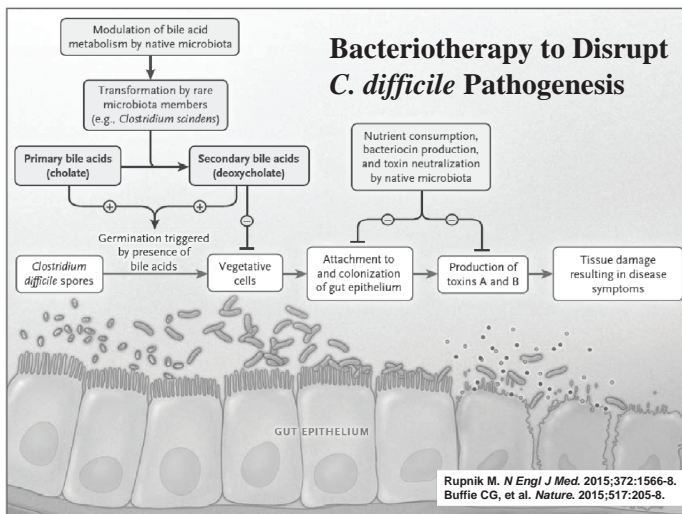 Modulation of bile acid
metabolism by native microbiota
Bacteriotherapy to Disrupt
C. difficile Pathogenesis
Transformation by rare
microbiota members
(e.g., Clostridium scindens)
Nutrient consumption,
bacteriocin production,
and toxin neutralization
by native microbiota
Primary bile acids
(cholate)
Secondary bile acids
(deoxycholate)
+
+
−
−
−
Germination triggered
by presence of
bile acids
Clostridium
difficile spores
Vegetative
cells
Attachment to
and colonization
of gut epithelium
Production of
toxins A and B
Tissue damage
resulting in disease
symptoms
GUT EPITHELIUM
Rupnik M. N Engl J Med. 2015;372:1566-8.
Buffie CG, et al. Nature. 2015;517:205-8.